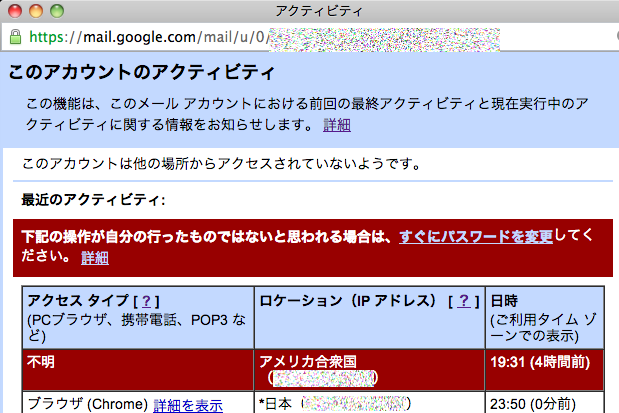 アクティビティ
https://mail.google.com/mail/u/0/
このアカウントのアクティビティ
この機能は、このメール アカウントにおける前回の最終アクティビティと現在実行中のア
クティビティに関する情報をお知らせします。 詳細
このアカウントは他の場所からアクセスされていないようです。
最近のアクティビティ:
下記の操作が自分の行ったものではないと思われる場合は、すぐにパスワードを変更してく
ださい。 詳細
アクセス タイプ [ ? ] ロケーション（IP アドレス） [ ? ] 日時
(PCブラウザ、携帯電話、POP3 な
ど)
(ご利用タイム ゾ
ーンでの表示)
不明 アメリカ合衆国 19:31 (4時間前)
( )
ブラウザ (Chrome) 詳細を表示 *日本 ( ) 23:50 (0分前)